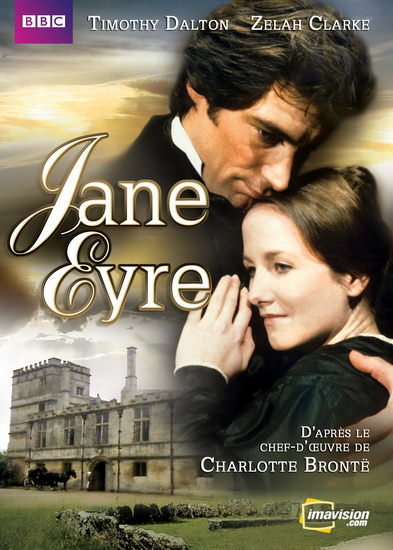 BBC
TIMOTHY DALTON ZELAH CLARKE
Jane
Eyre
D'APRÈS LE
CHEF-D'ŒUVRE DE
CHARLOTTE BRONTË
imavision
.com